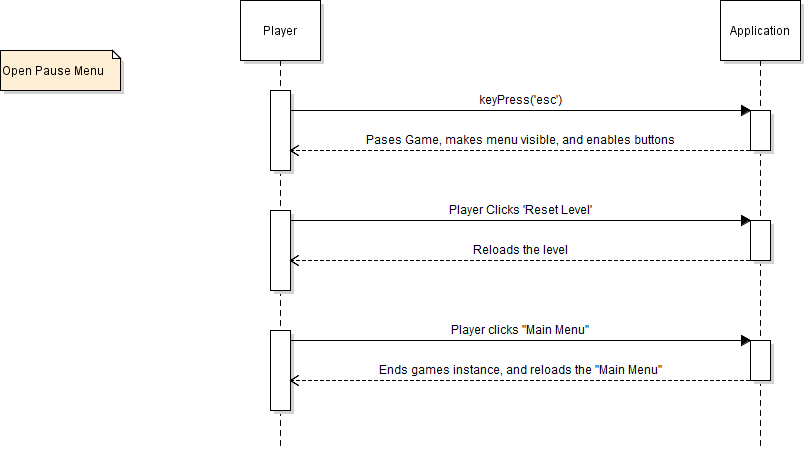 Player
Application
Open Pause Menu
keyPress('esc')
Pases Game, makes menu visible, and enables buttons
Player Clicks 'Reset Level'
Reloads the level
Player clicks "Main Menu"
Ends games instance, and reloads the "Main Menu"